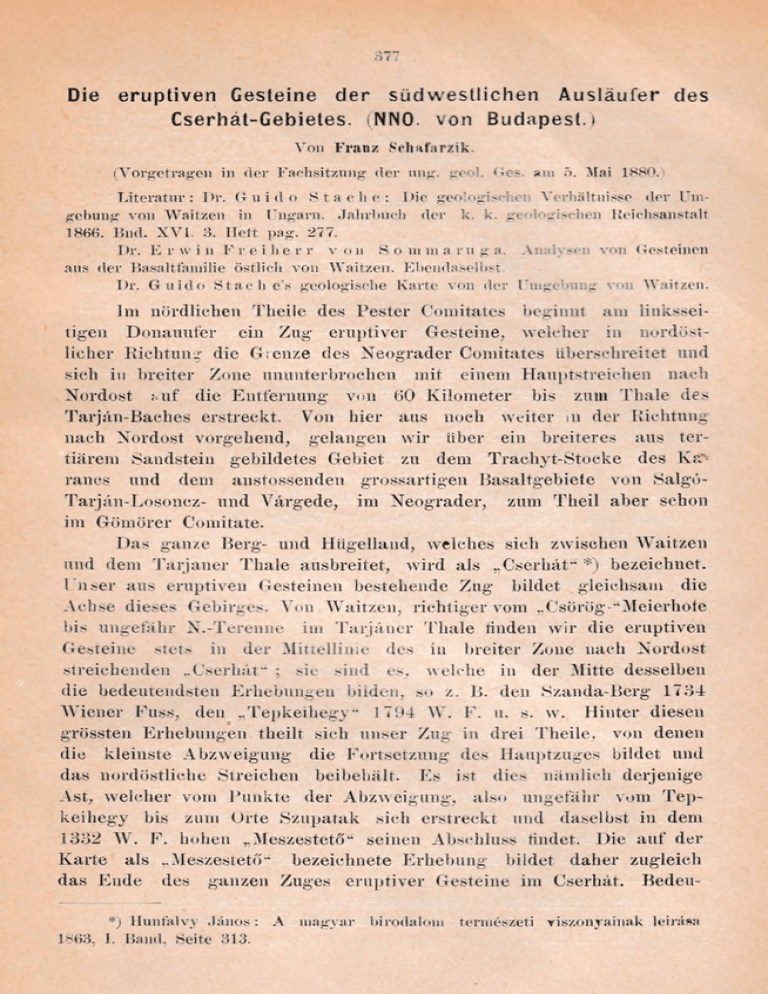 377
Die eruptiven Gesteine der südwestlichen Ausläufer des
Cserhát-Gebietes. (NNO. von Budapest.)
Von Franz Schafarzik.
(Vorgetragen in der Fachsitzung der ung. geol. Ges. am 5. Mai 1880.)
Literatur: Dr. Guido Stache: Die geologischen Verhältnisse der Um-
gebung von Waitzen in Ungarn. Jahrbuch der k. k. geologischen Reichsanstalt
1866. Bnd. XVI. 3. Heft pag. 277.
Dr. Erwin Freiherr von Sommaruga. Analysen von Gesteinen
aus der Basaltfamilie östlich von Waitzen. Ebendaselbst.
Dr. Guido Stache's geologische Karte von der Umgebung von Waitzen.
Im nördlichen Theile des Pester Comitates beginnt am linkssei-
tigen Donauufer ein Zug eruptiver Gesteine, welcher in nordöst-
licher Richtung die Grenze des Neograder Comitates überschreitet und
sich in breiter Zone ununterbrochen mit einem Hauptstreichen nach
Nordost auf die Entfernung von 60 Kilometer bis zum Thale des
Tarján-Baches erstreckt. Von hier aus noch weiter in der Richtung
nach Nordost vorgehend, gelangen wir über ein breiteres aus ter-
tiärem Sandstein gebildetes Gebiet zu dem Trachyt-Stocke des Ka-
rancs und dem anstossenden grossartigen Basaltgebiete von Salgó-
Tarján-Losoncz- und Várgede, im Neograder, zum Theil aber schon
im Gömörer Comitate.
Das ganze Berg- und Hügelland, welches sich zwischen Waitzen
und dem Tarjaner Thale ausbreitet, wird als „Cserhát“ *) bezeichnet.
Unser aus eruptiven Gesteinen bestehende Zug bildet gleichsam die
Achse dieses Gebirges. Von Waitzen, richtiger vom „Csörög-“Meierhofe
bis ungefähr N.-Terenne im Tarjáner Thale finden wir die eruptiven
Gesteine stets in der Mittellinie des in breiter Zone nach Nordost
streichenden „Cserhát“ ; sie sind es, welche in der Mitte desselben
die bedeutendsten Erhebungen bilden, so z. B. den Szanda-Berg 1734
Wiener Fuss, den „Tepkeihegy“ 1794 W. F. u. s. w. Hinter diesen
grössten Erhebungen theilt sich unser Zug in drei Theile, von denen
die kleinste Abzweigung die Fortsetzung des Hauptzuges bildet und
das nordöstliche Streichen beibehält. Es ist dies nämlich derjenige
Ast, welcher vom Punkte der Abzweigung, also ungefähr vom Tep-
keihegy bis zum Orte Szupatak sich erstreckt und daselbst in dem
1332 W. F. hohen „Meszestető“ seinen Abschluss findet. Die auf der
Karte als „Meszestető“ bezeichnete Erhebung bildet daher zugleich
das Ende des ganzen Zuges eruptiver Gesteine im Cserhát. Bedeu-
*) Hunfalvy János: A magyar birodalom természeti viszonyainak leirása
1863, I. Band, Seite 313.